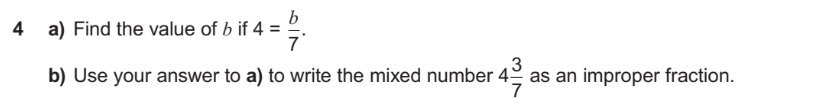 4 a) Find the value of b if 4 = b/7.
b) Use your answer to a) to write the mixed number 4 3/7 as an improper fraction.